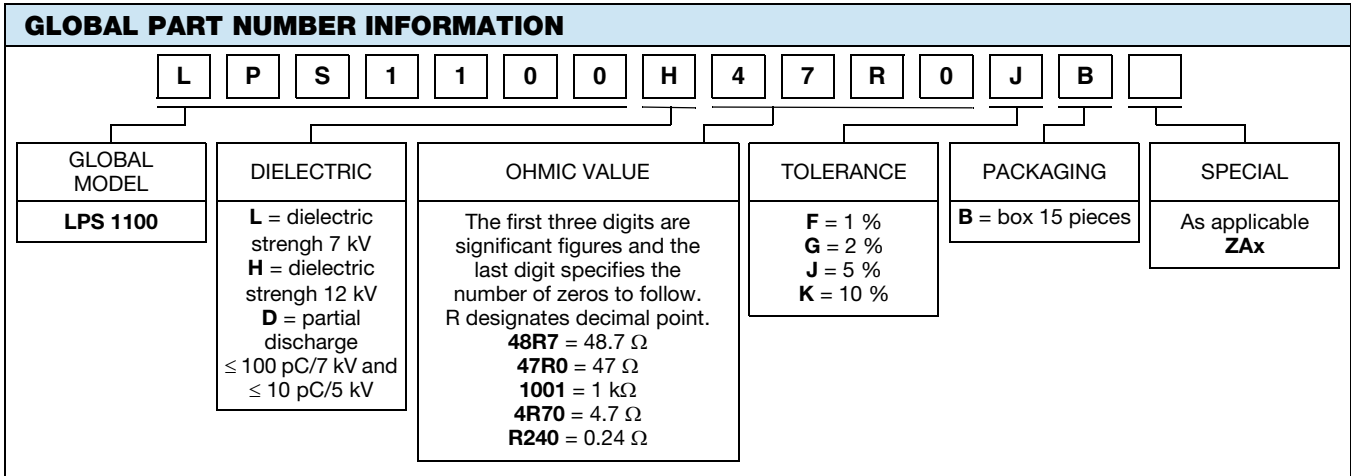 GLOBAL PART NUMBER INFORMATION
L P S 1 1 0 0 H 4 7 R 0 J B
GLOBAL
MODEL
LPS 1100
DIELECTRIC
L = dielectric
strengh 7 kV
H = dielectric
strengh 12 kV
D = partial
discharge
≤ 100 pC/7 kV and
≤ 10 pC/5 kV
OHMIC VALUE
The first three digits are
significant figures and the
last digit specifies the
number of zeros to follow.
R designates decimal point.
48R7 = 48.7 Ω
47R0 = 47 Ω
1001 = 1 kΩ
4R70 = 4.7 Ω
R240 = 0.24 Ω
TOLERANCE
F = 1 %
G = 2 %
J = 5 %
K = 10 %
PACKAGING
B = box 15 pieces
SPECIAL
As applicable
ZAx